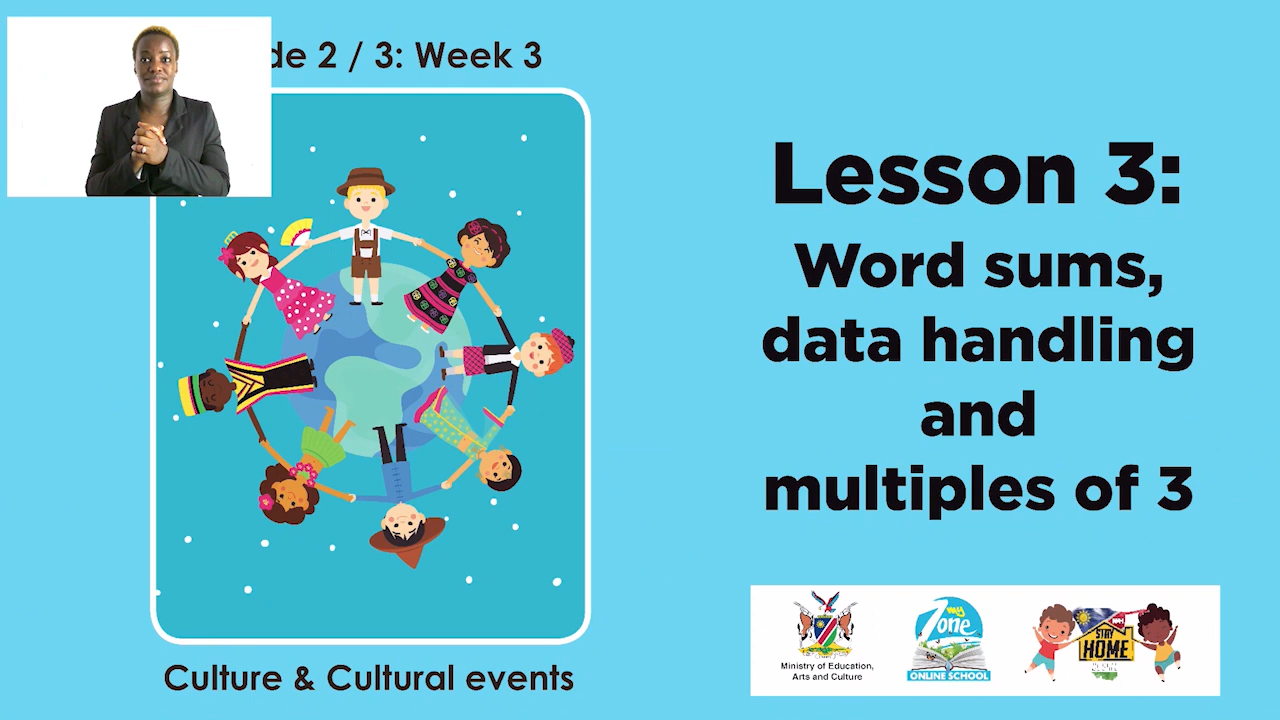 de 2 / 3: Week 3
Lesson 3:
Word sums,
data handling
and
multiples of 3
Culture & Cultural events
Ministry of Education,
Arts and Culture
my
Zone
ONLINE SCHOOL
STAY
HOME